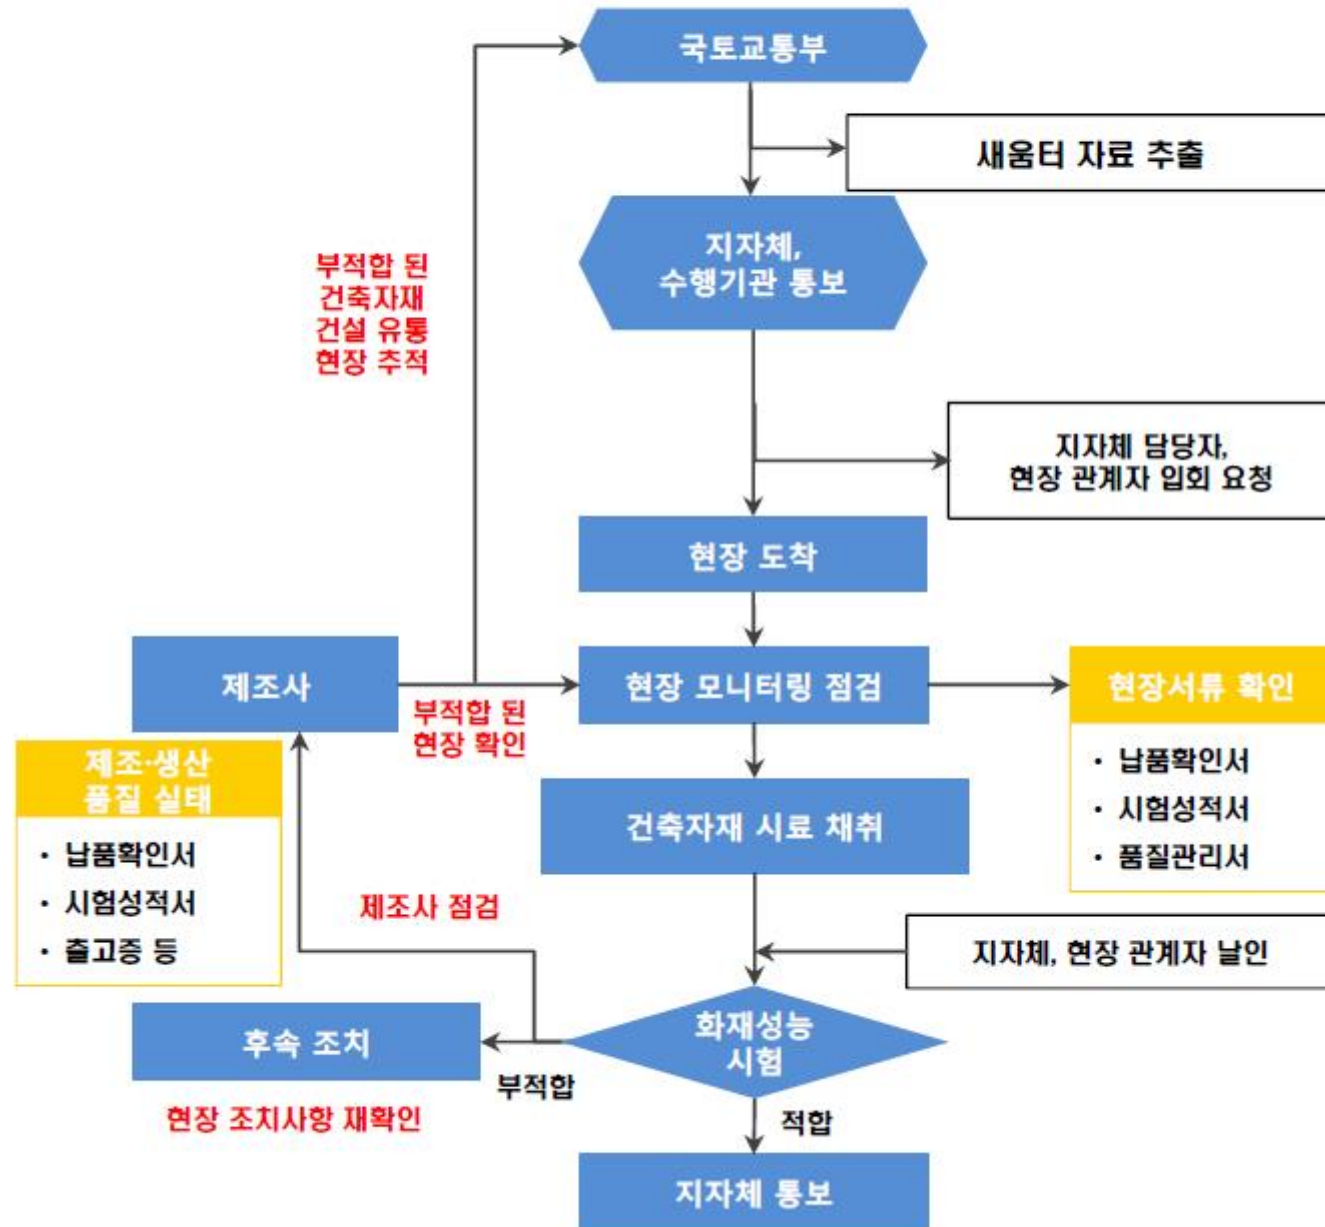 국토교통부
새움터 자료 추출
지자체,
수행기관 통보
부적합 된
건축자재
건설 유통
현장 추적
지자체 담당자,
현장 관계자 입회 요청
현장 도착
제조사
부적합 된
현장 확인
현장 모니터링 점검
현장서류 확인
• 납품확인서
• 시험성적서
• 품질관리서
제조·생산
품질 실태
• 납품확인서
• 시험성적서
• 출고증 등
건축자재 시료 채취
제조사 점검
지자체, 현장 관계자 날인
화재성능
시험
후속 조치
부적합
현장 조치사항 재확인
적합
지자체 통보